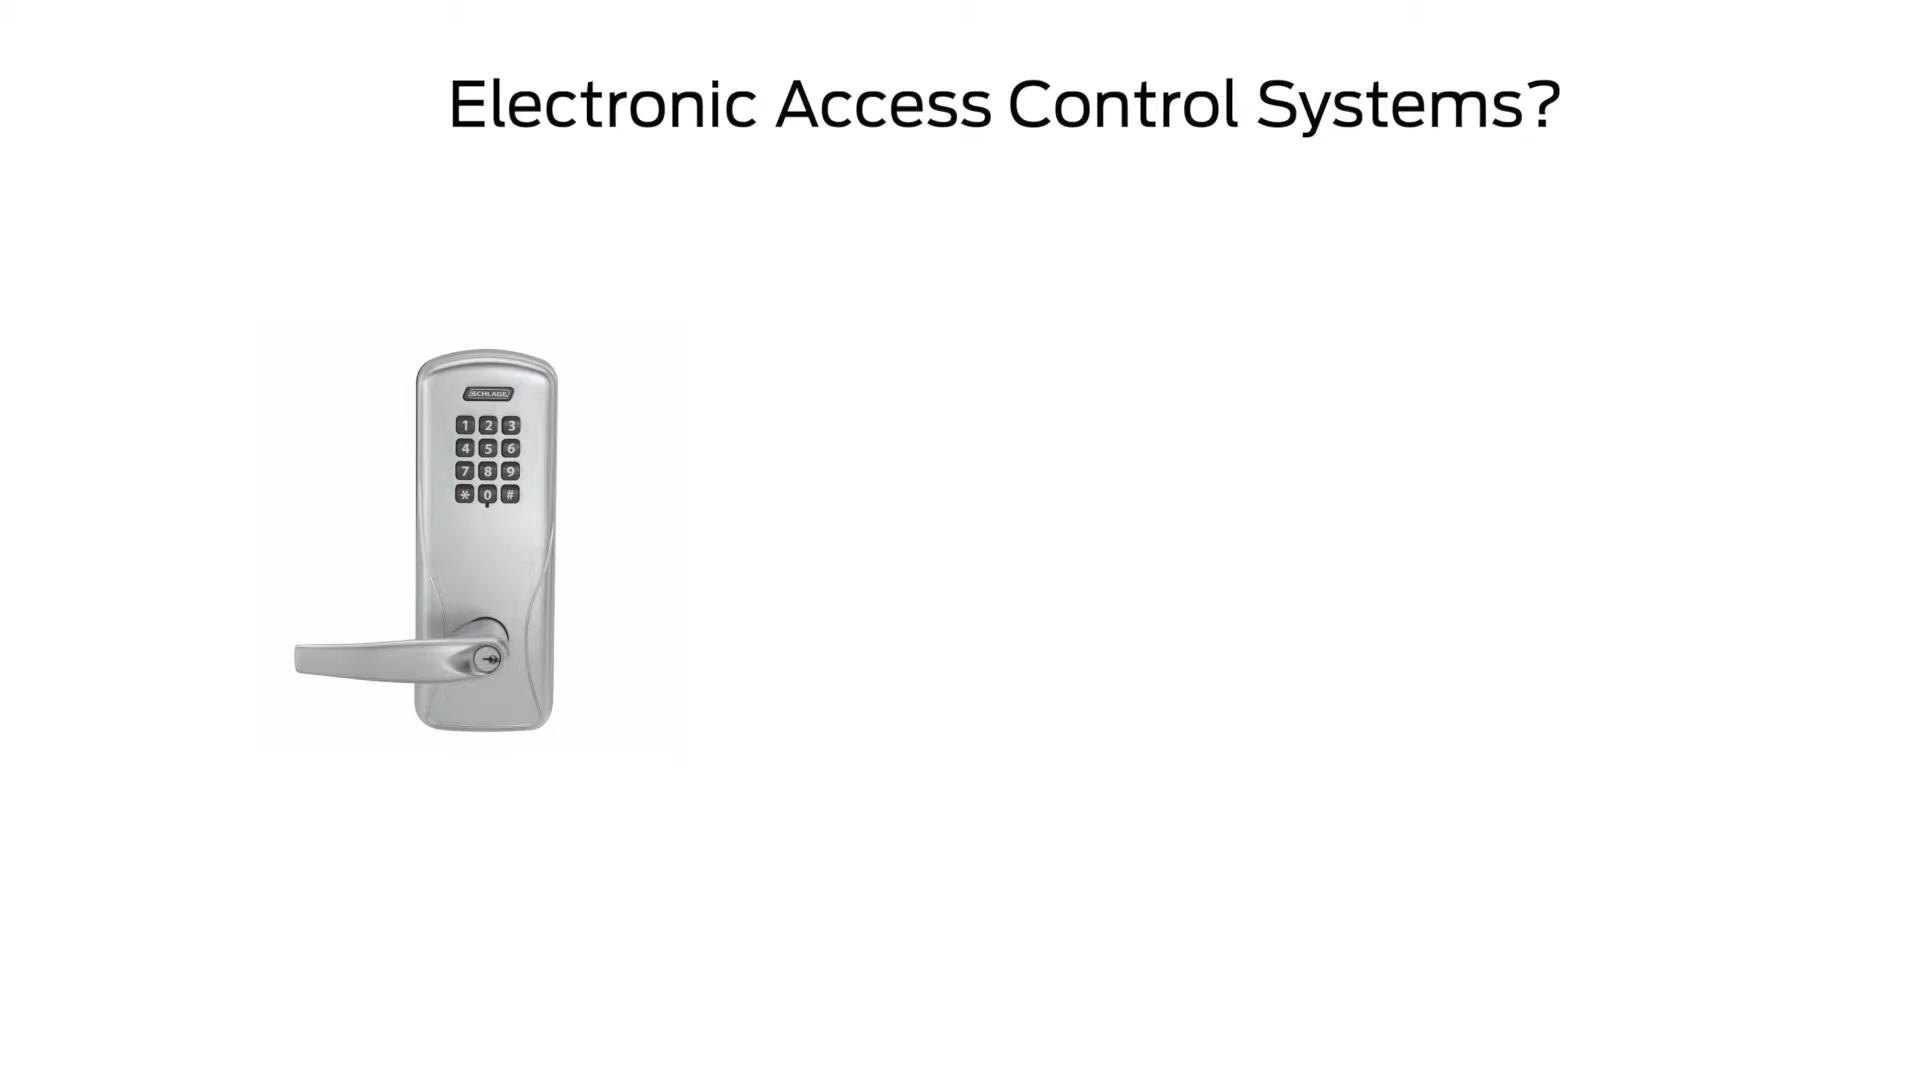 Electronic Access Control Systems?
SCHLAGE
1 2 3
4 5 6
7 8 9
* 0 #